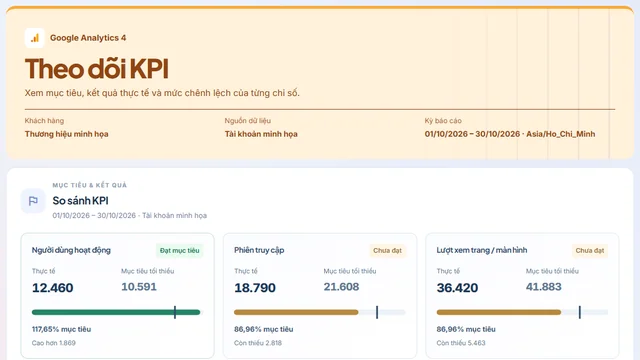 Google Analytics 4
Theo dõi KPI
Xem mục tiêu, kết quả thực tế và mức chênh lệch của từng chỉ số.
Khách hàng
Nguồn dữ liệu
Kỳ báo cáo
Thương hiệu minh họa
Tài khoản minh họa
01/10/2026 – 30/10/2026 · Asia/Ho_Chi_Minh
MỤC TIÊU & KẾT QUẢ
So sánh KPI
01/10/2026 – 30/10/2026 · Tài khoản minh họa
Người dùng hoạt động
Đạt mục tiêu
Thực tế
Mục tiêu tối thiểu
12.460
10.591
117,65% mục tiêu
Cao hơn 1.869
Phiên truy cập
Chưa đạt
Thực tế
Mục tiêu tối thiểu
18.790
21.608
86,96% mục tiêu
Còn thiếu 2.818
Lượt xem trang / màn hình
Chưa đạt
Thực tế
Mục tiêu tối thiểu
36.420
41.883
86,96% mục tiêu
Còn thiếu 5.463